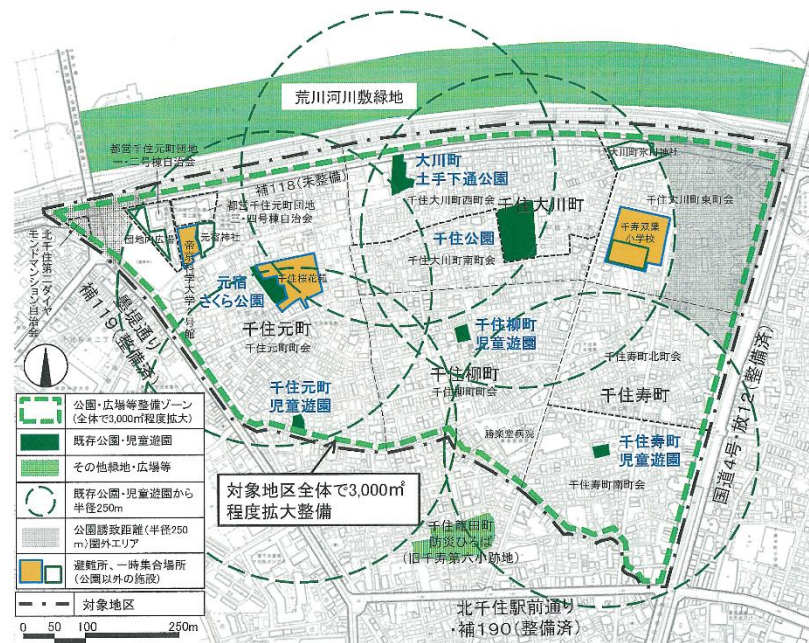 荒川河川敷緑地
都営千住元町団地
一・二号棟自治会
補118(未整備)
都営千住元町団地
三・四号棟自治会
大川町
土手下通公園
千住大川町西町会
千住大川町
大川町氷川神社
千住大川町東町会
千寿双葉
小学校
千住公園
千住大川町南町会
北千住第二ダイヤ
モンドマンション自治会
団地内広場
帝京科学大学
号館
元宿神社
元宿
さくら公園
千住桜花苑
墨堤通り
補119(整備済)
千住元町
千住元町町会
千住柳町
児童遊園
千住柳町
千住柳町町会
千住寿町北町会
千住寿町
千住元町
児童遊園
勝楽堂病院
千住寿町
児童遊園
千住寿町南町会
国道4号・放12(整備済)
対象地区全体で3,000㎡
程度拡大整備
千住龍田町
防災ひろば
(旧千寿第六小跡地)
北千住駅前通り
・補190(整備済)
公園・広場等整備ゾーン
(全体で3,000㎡程度拡大)
既存公園・児童遊園
その他緑地・広場等
既存公園・児童遊園から
半径250m
公園誘致距離(半径250
m)圏外エリア
避難所、一時集合場所
(公園以外の施設)
対象地区
0 50 100 250m